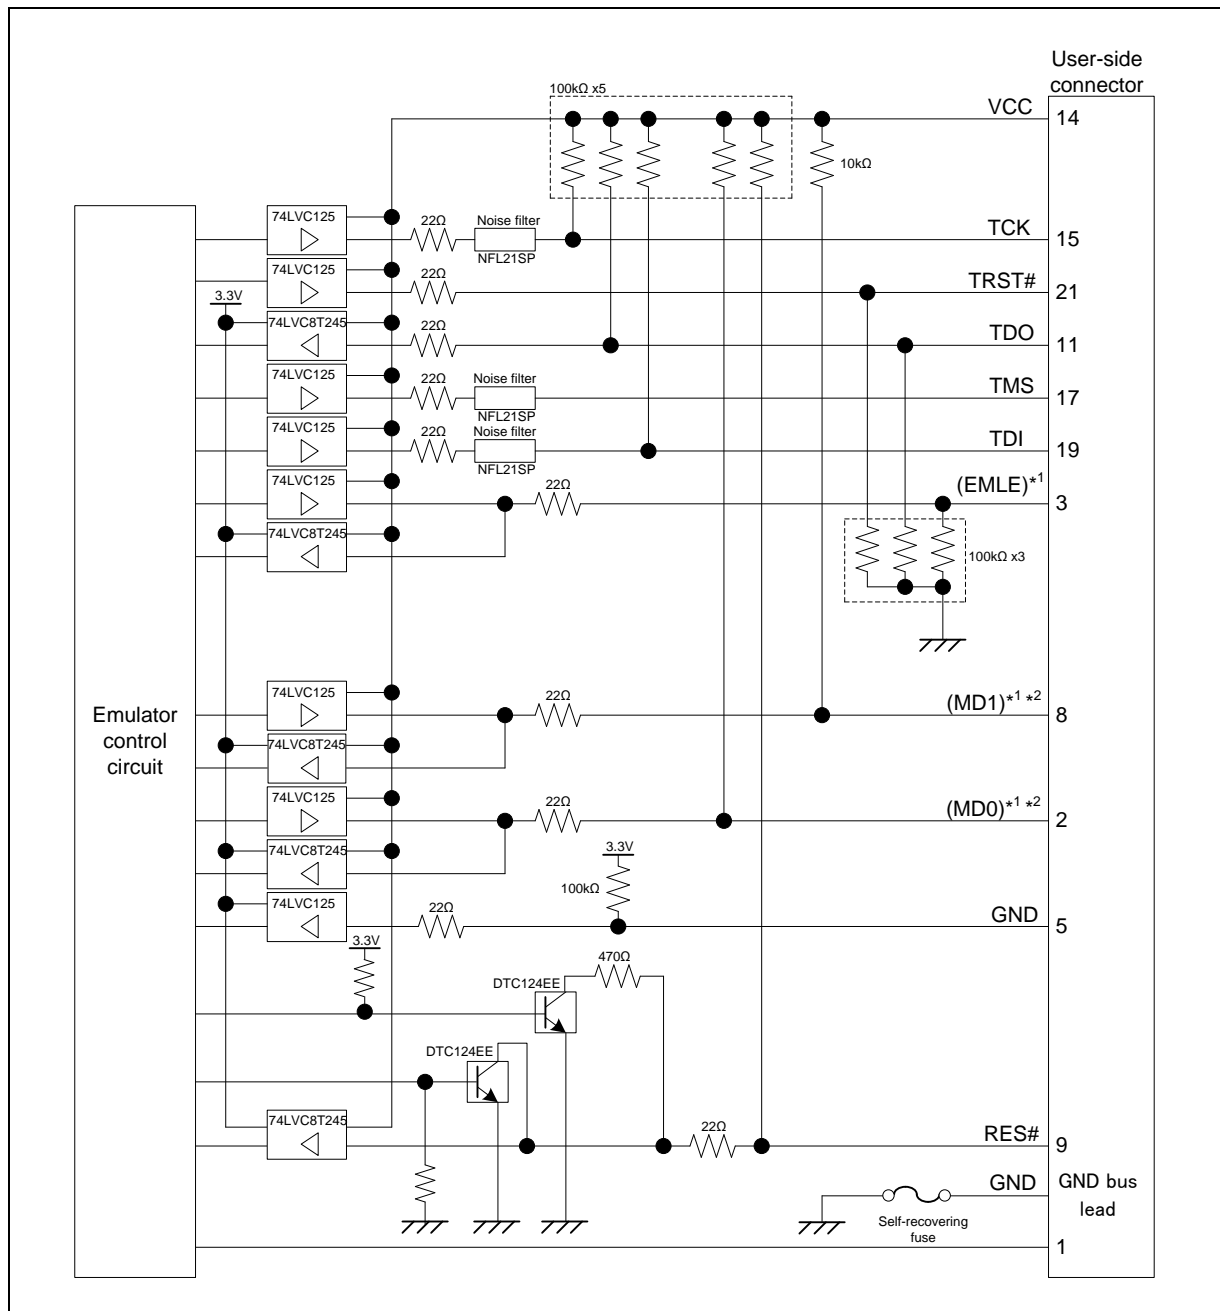 User-side
connector
100kΩ x5
VCC
14
10kΩ
74LVC125
22Ω
Noise filter
NFL21SP
TCK
15
74LVC125
22Ω
TRST#
21
3.3V
74LVC8T245
22Ω
TDO
11
74LVC125
22Ω
Noise filter
NFL21SP
TMS
17
74LVC125
22Ω
Noise filter
NFL21SP
TDI
19
74LVC125
22Ω
(EMLE)*1
3
74LVC8T245
100kΩ x3
Emulator
control
circuit
74LVC125
22Ω
(MD1)*1 *2
8
74LVC8T245
74LVC125
22Ω
(MD0)*1 *2
2
74LVC8T245
3.3V
100kΩ
74LVC125
22Ω
GND
5
3.3V
470Ω
DTC124EE
DTC124EE
74LVC8T245
22Ω
RES#
9
GND
GND bus
lead
Self-recovering
fuse
1